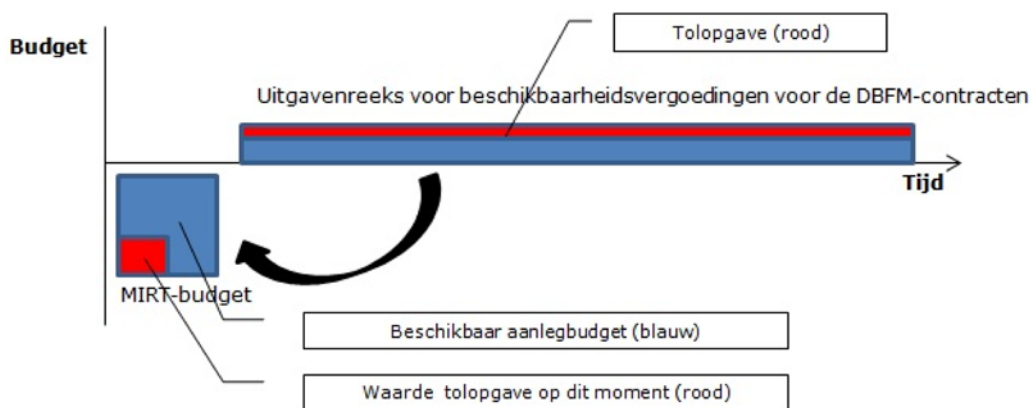 Tolopgave (rood)
Budget
Uitgavenreeks voor beschikbaarheidsvergoedingen voor de DBFM-contracten
Tijd
MIRT-budget
Beschikbaar aanlegbudget (blauw)
Waarde tolopgave op dit moment (rood)